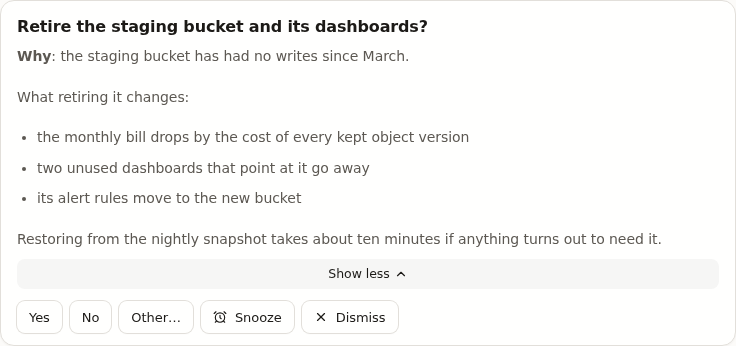 Retire the staging bucket and its dashboards?
Why: the staging bucket has had no writes since March.
What retiring it changes:
• the monthly bill drops by the cost of every kept object version
• two unused dashboards that point at it go away
• its alert rules move to the new bucket
Restoring from the nightly snapshot takes about ten minutes if anything turns out to need it.
Show less
Yes No Other… Snooze Dismiss